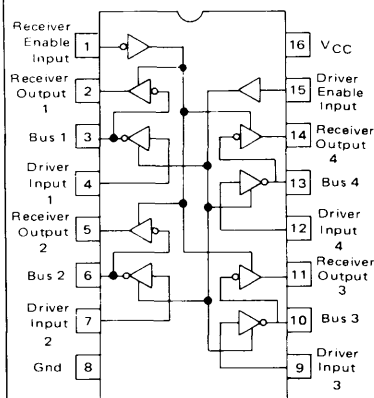 Receiver
Enable
Input
1
Receiver
Output
1
2
Bus 1
3
Driver
Input
1
4
Receiver
Output
2
5
Bus 2
6
Driver
Input
2
7
Gnd
8
16
VCC
15
Driver
Enable
Input
14
Receiver
Output
4
13
Bus 4
12
Driver
Input
4
11
Receiver
Output
3
10
Bus 3
9
Driver
Input
3